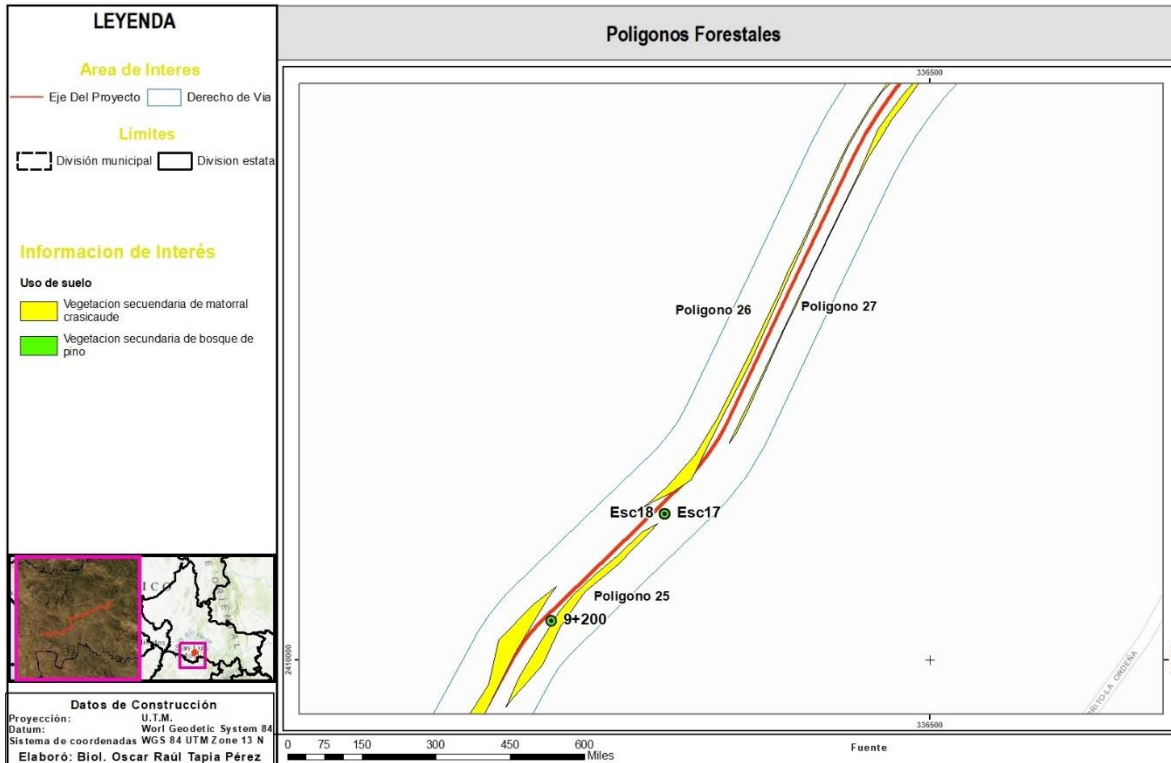 LEYENDA
Area de Interes
Eje Del Proyecto
Derecho de Via
Límites
División municipal
Division estata
Informacion de Interés
Uso de suelo
Vegetacion secuendaria de matorral
crasicaude
Vegetacion secundaria de bosque de
pino
Datos de Construcción
Proyección: U.T.M.
Datum: Worl Geodetic System 84
Sistema de coordenadas WGS 84 UTM Zone 13 N
Elaboró: Biol. Oscar Raúl Tapia Pérez
Poligonos Forestales
336500
Poligono 26
Poligono 27
Esc18
Esc17
Poligono 25
9+200
2410000
RITO-LA ORDEÑA
336500
0 75 150 300 450 600
Miles
Fuente